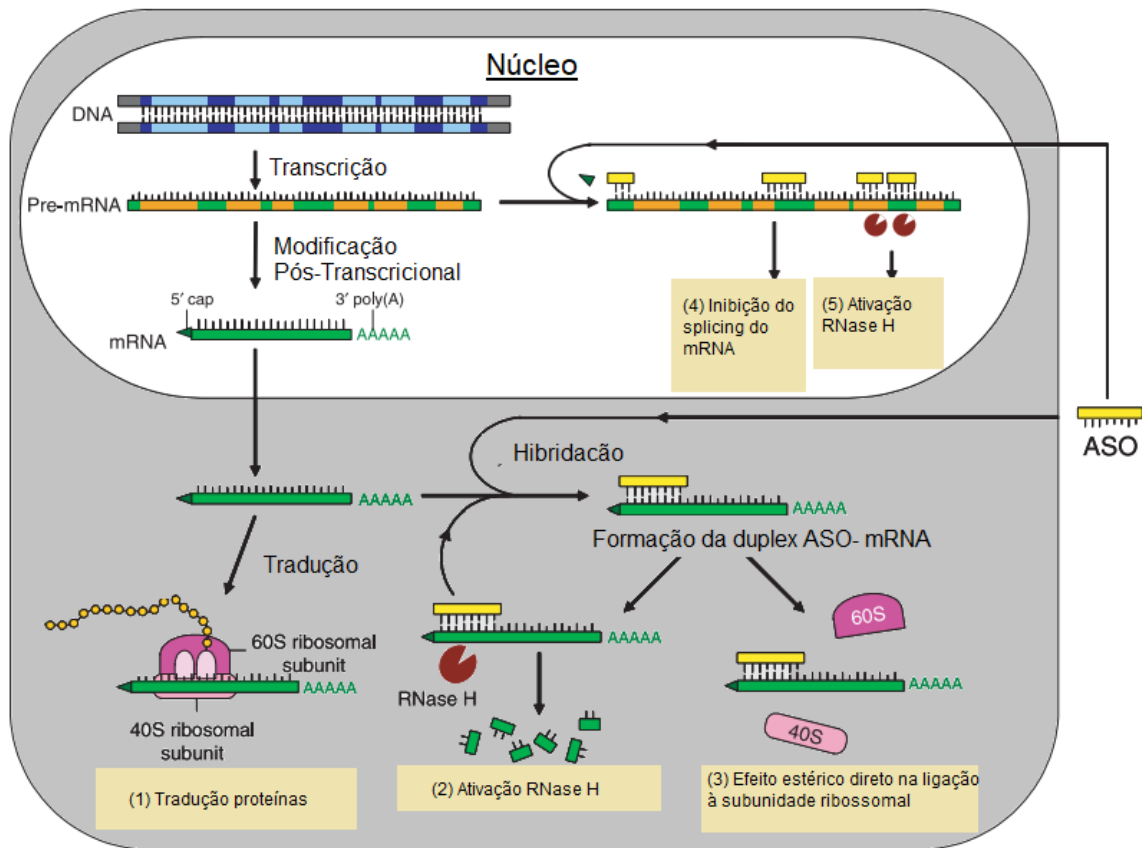 Núcleo
DNA
Transcrição
Pre-mRNA
Modificação
Pós-Transcricional
5' cap
3' poly(A)
mRNA
AAAAA
(4) Inibição do
splicing do
mRNA
(5) Ativação
RNase H
ASO
Hibridacão
AAAAA
AAAAA
Formação da duplex ASO- mRNA
Tradução
60S ribosomal
subunit
AAAAA
40S ribosomal
subunit
AAAAA
RNase H
60S
AAAAA
40S
(1) Tradução proteínas
(2) Ativação RNase H
(3) Efeito estérico direto na ligação
à subunidade ribossomal